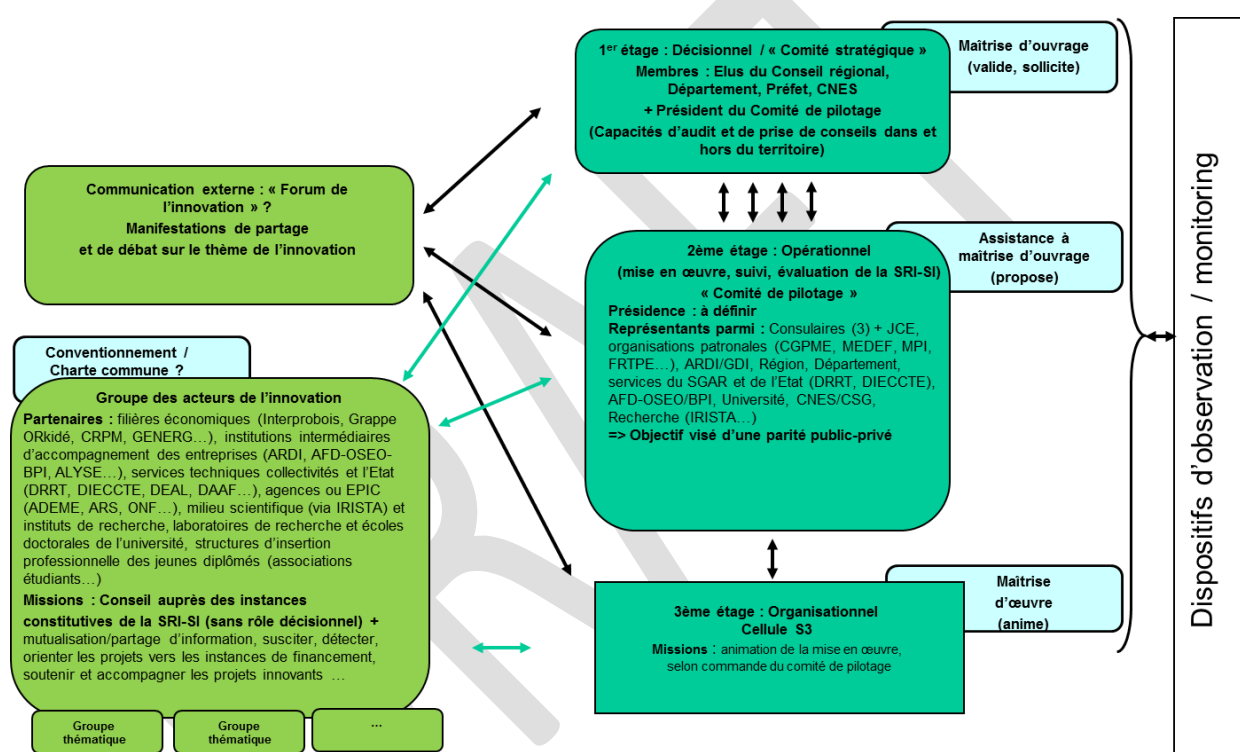 1er étage : Décisionnel / « Comité stratégique »
Membres : Elus du Conseil régional,
Département, Préfet, CNES
+ Président du Comité de pilotage
(Capacités d'audit et de prise de conseils dans et
hors du territoire)
Maîtrise d'ouvrage
(valide, sollicite)
Communication externe : « Forum de
l'innovation » ?
Manifestations de partage
et de débat sur le thème de l'innovation
2ème étage : Opérationnel
(mise en œuvre, suivi, évaluation de la SRI-SI)
« Comité de pilotage »
Présidence : à définir
Représentants parmi : Consulaires (3) + JCE,
organisations patronales (CGPME, MEDEF, MPI,
FRTPE…), ARDI/GDI, Région, Département,
services du SGAR et de l'Etat (DRRT, DIECCTE),
AFD-OSEO/BPI, Université, CNES/CSG,
Recherche (IRISTA…)
=> Objectif visé d'une parité public-privé
Assistance à
maîtrise d'ouvrage
(propose)
Conventionnement /
Charte commune ?
Groupe des acteurs de l'innovation
Partenaires : filières économiques (Interprobois, Grappe
ORkidé, CRPM, GENERG…), institutions intermédiaires
d'accompagnement des entreprises (ARDI, AFD-OSEO-
BPI, ALYSE…), services techniques collectivités et l'Etat
(DRRT, DIECCTE, DEAL, DAAF…), agences ou EPIC
(ADEME, ARS, ONF…), milieu scientifique (via IRISTA) et
instituts de recherche, laboratoires de recherche et écoles
doctorales de l'université, structures d'insertion
professionnelle des jeunes diplômés (associations
étudiants…)
Missions : Conseil auprès des instances
constitutives de la SRI-SI (sans rôle décisionnel) +
mutualisation/partage d'information, susciter, détecter,
orienter les projets vers les instances de financement,
soutenir et accompagner les projets innovants …
Groupe
thématique
Groupe
thématique
…
3ème étage : Organisationnel
Cellule S3
Missions : animation de la mise en œuvre,
selon commande du comité de pilotage
Maîtrise
d'œuvre
(anime)
Dispositifs d'observation / monitoring